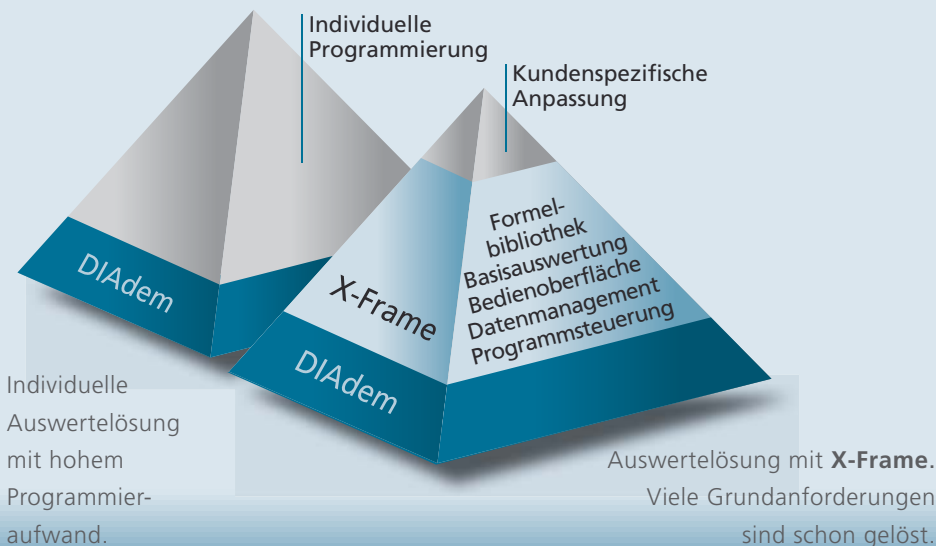 Individuelle
Programmierung
Kundenspezifische
Anpassung
DIAdem
X-Frame
DIAdem
Formel-
bibliothek
Basisauswertung
Bedienoberfläche
Datenmanagement
Programmsteuerung
Individuelle
Auswertelösung
mit hohem
Programmier-
aufwand.
Auswertelösung mit X-Frame.
Viele Grundanforderungen
sind schon gelöst.